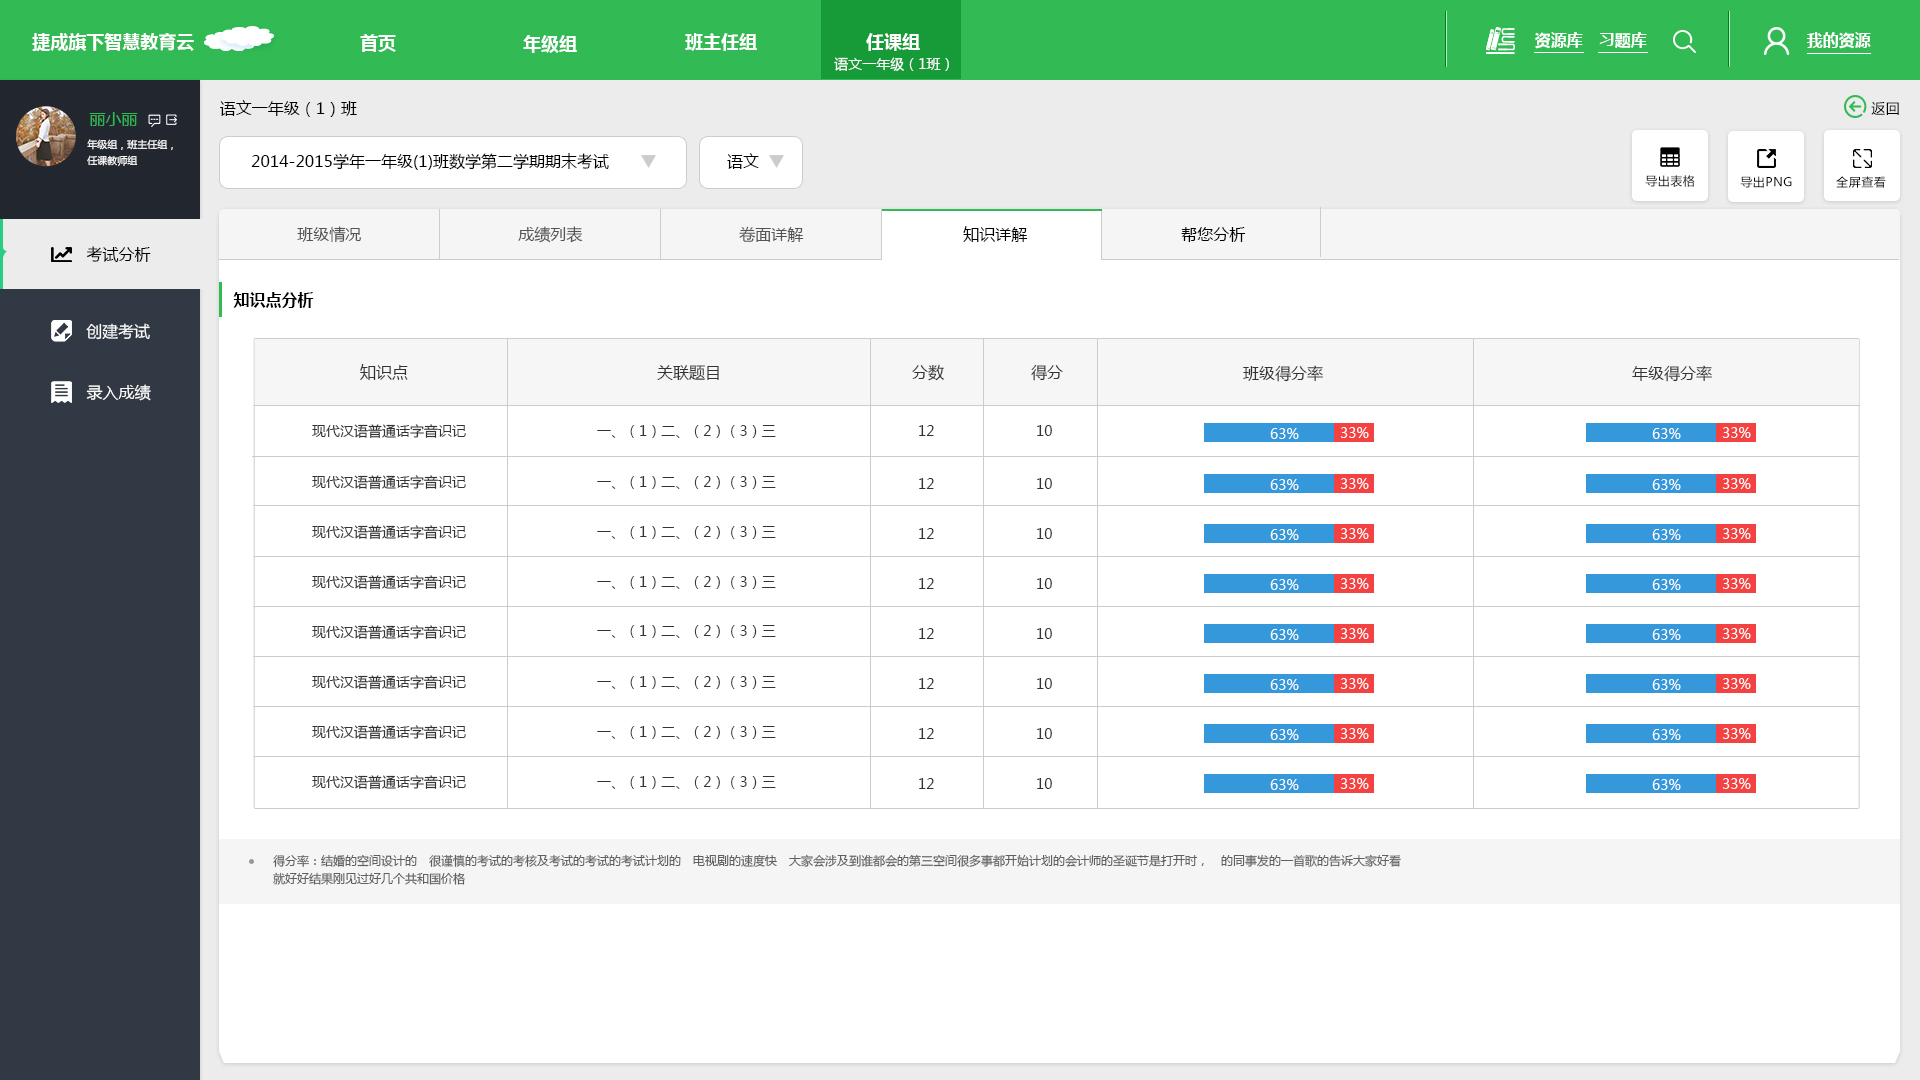 捷成旗下智慧教育云
首页
年级组
班主任组
任课组
语文一年级（1班）
资源库
习题库
我的资源
丽小丽
年级组，班主任组，
任课教师组
考试分析
创建考试
录入成绩
语文一年级（1）班
返回
2014-2015学年一年级(1)班数学第二学期期末考试
语文
导出表格
导出PNG
全屏查看
班级情况
成绩列表
卷面详解
知识详解
帮您分析
知识点分析
知识点 关联题目 分数 得分 班级得分率 年级得分率
现代汉语普通话字音识记 一、（1）二、（2）（3）三 12 10 63% 33% 63% 33%
现代汉语普通话字音识记 一、（1）二、（2）（3）三 12 10 63% 33% 63% 33%
现代汉语普通话字音识记 一、（1）二、（2）（3）三 12 10 63% 33% 63% 33%
现代汉语普通话字音识记 一、（1）二、（2）（3）三 12 10 63% 33% 63% 33%
现代汉语普通话字音识记 一、（1）二、（2）（3）三 12 10 63% 33% 63% 33%
现代汉语普通话字音识记 一、（1）二、（2）（3）三 12 10 63% 33% 63% 33%
现代汉语普通话字音识记 一、（1）二、（2）（3）三 12 10 63% 33% 63% 33%
现代汉语普通话字音识记 一、（1）二、（2）（3）三 12 10 63% 33% 63% 33%
得分率：结婚的空间设计的　很谨慎的考试的考核及考试的考试的考试计划的　电视剧的速度快　大家会涉及到谁都会的第三空间很多事都开始计划的会计师的圣诞节是打开时，　的同事发的一首歌的告诉大家好看
就好好结果刚见过好几个共和国价格